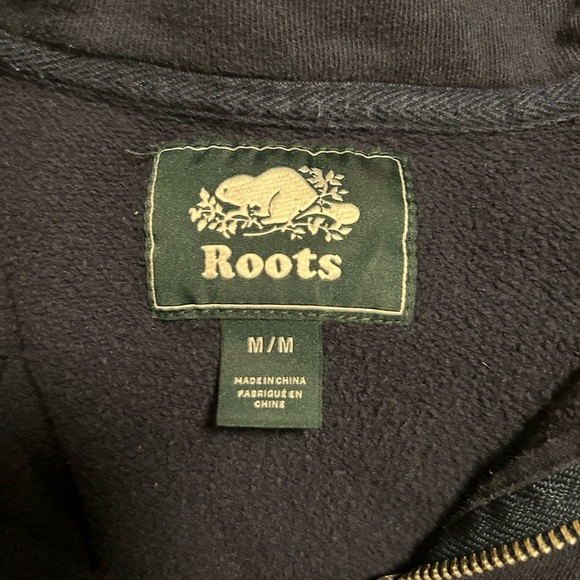 Roots
M/M
MADE IN CHINA
FABRIQUÉ EN
CHINE